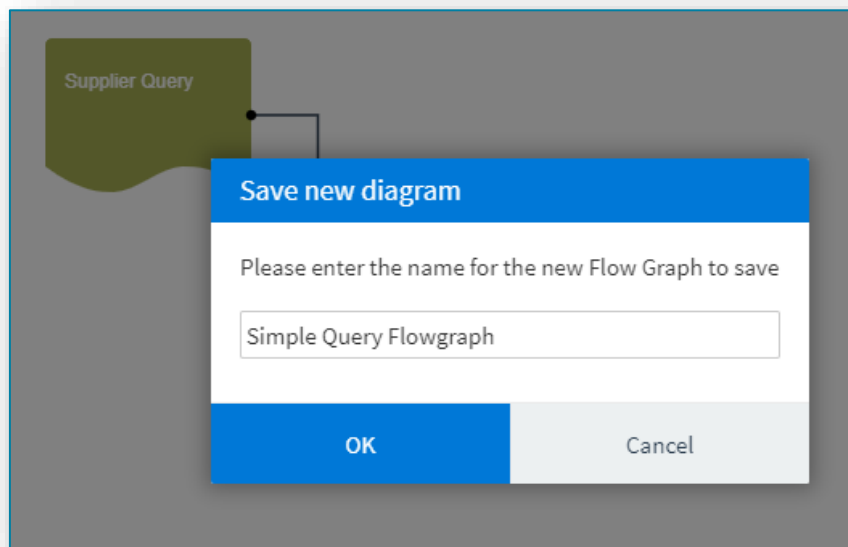 Supplier Query
Save new diagram
Please enter the name for the new Flow Graph to save
Simple Query Flowgraph
OK
Cancel